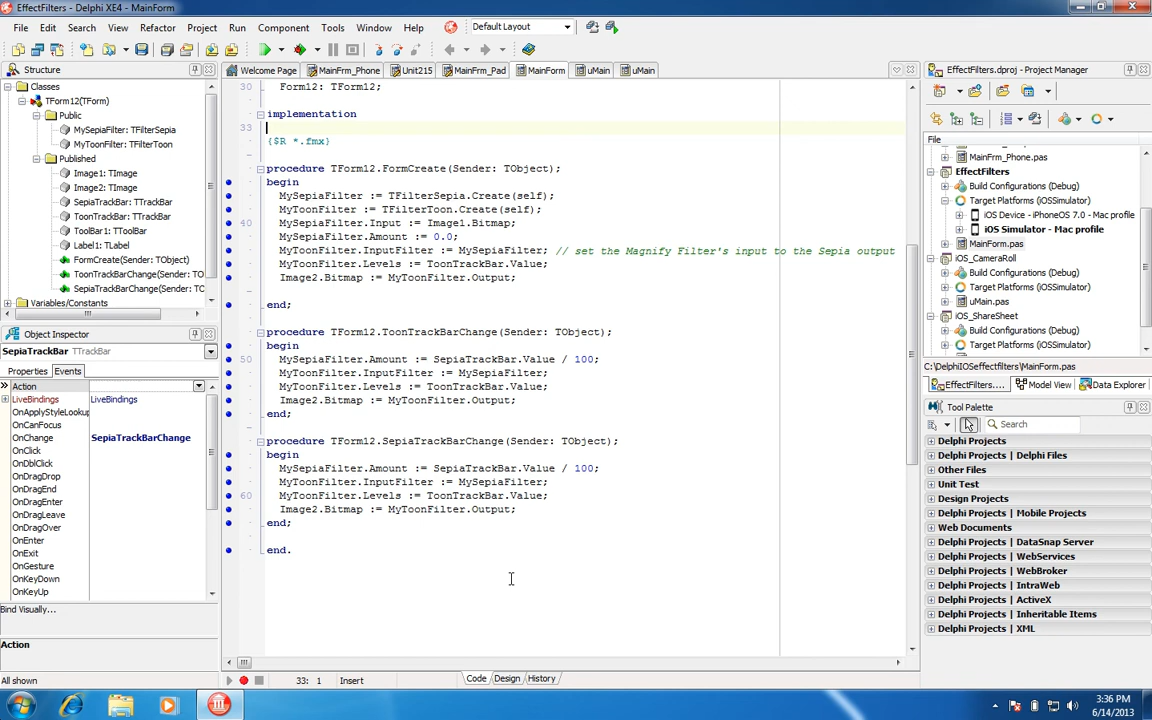 EffectFilters - Delphi XE4 - MainForm
File Edit Search View Refactor Project Run Component Tools Window Help
Default Layout
Structure
Classes
TForm12(TForm)
Public
MySepiaFilter: TFilterSepia
MyToonFilter: TFilterToon
Published
Image1: TImage
Image2: TImage
SepiaTrackBar: TTrackBar
ToonTrackBar: TTrackBar
ToolBar1: TToolBar
Label1: TLabel
FormCreate(Sender: TObject)
ToonTrackBarChange(Sender: TO
SepiaTrackBarChange(Sender: TC
Variables/Constants
Object Inspector
SepiaTrackBar TTrackBar
Properties Events
Action
LiveBindings LiveBindings
OnApplyStyleLookup
OnCanFocus
OnChange SepiaTrackBarChange
OnClick
OnDblClick
OnDragDrop
OnDragEnd
OnDragEnter
OnDragLeave
OnDragOver
OnEnter
OnExit
OnGesture
OnKeyDown
OnKeyUp
Bind Visually...
Action
All shown
Welcome Page MainFrm_Phone Unit215 MainFrm_Pad MainForm uMain uMain
30 Form12: TForm12;
implementation
33
{$R *.fmx}
procedure TForm12.FormCreate(Sender: TObject);
begin
MySepiaFilter := TFilterSepia.Create(self);
MyToonFilter := TFilterToon.Create(self);
40 MySepiaFilter.Input := Image1.Bitmap;
MySepiaFilter.Amount := 0.0;
MyToonFilter.InputFilter := MySepiaFilter; // set the Magnify Filter's input to the Sepia output
MyToonFilter.Levels := ToonTrackBar.Value;
Image2.Bitmap := MyToonFilter.Output;
end;
procedure TForm12.ToonTrackBarChange(Sender: TObject);
begin
50 MySepiaFilter.Amount := SepiaTrackBar.Value / 100;
MyToonFilter.InputFilter := MySepiaFilter;
MyToonFilter.Levels := ToonTrackBar.Value;
Image2.Bitmap := MyToonFilter.Output;
end;
procedure TForm12.SepiaTrackBarChange(Sender: TObject);
begin
MySepiaFilter.Amount := SepiaTrackBar.Value / 100;
MyToonFilter.InputFilter := MySepiaFilter;
60 MyToonFilter.Levels := ToonTrackBar.Value;
Image2.Bitmap := MyToonFilter.Output;
end;
end.
33: 1 Insert Code Design History
EffectFilters.dproj - Project Manager
File
MainFrm_Phone.pas
EffectFilters
Build Configurations (Debug)
Target Platforms (iOSSimulator)
iOS Device - iPhoneOS 7.0 - Mac profile
iOS Simulator - Mac profile
MainForm.pas
iOS_CameraRoll
Build Configurations (Debug)
Target Platforms (iOSSimulator)
uMain.pas
iOS_ShareSheet
Build Configurations (Debug)
Target Platforms (iOSSimulator)
C:\DelphiIOSeffectfilters\MainForm.pas
EffectFilters.... Model View Data Explorer
Tool Palette
Search
Delphi Projects
Delphi Projects | Delphi Files
Other Files
Unit Test
Design Projects
Delphi Projects | Mobile Projects
Web Documents
Delphi Projects | DataSnap Server
Delphi Projects | WebServices
Delphi Projects | WebBroker
Delphi Projects | IntraWeb
Delphi Projects | ActiveX
Delphi Projects | Inheritable Items
Delphi Projects | XML
3:36 PM
6/14/2013